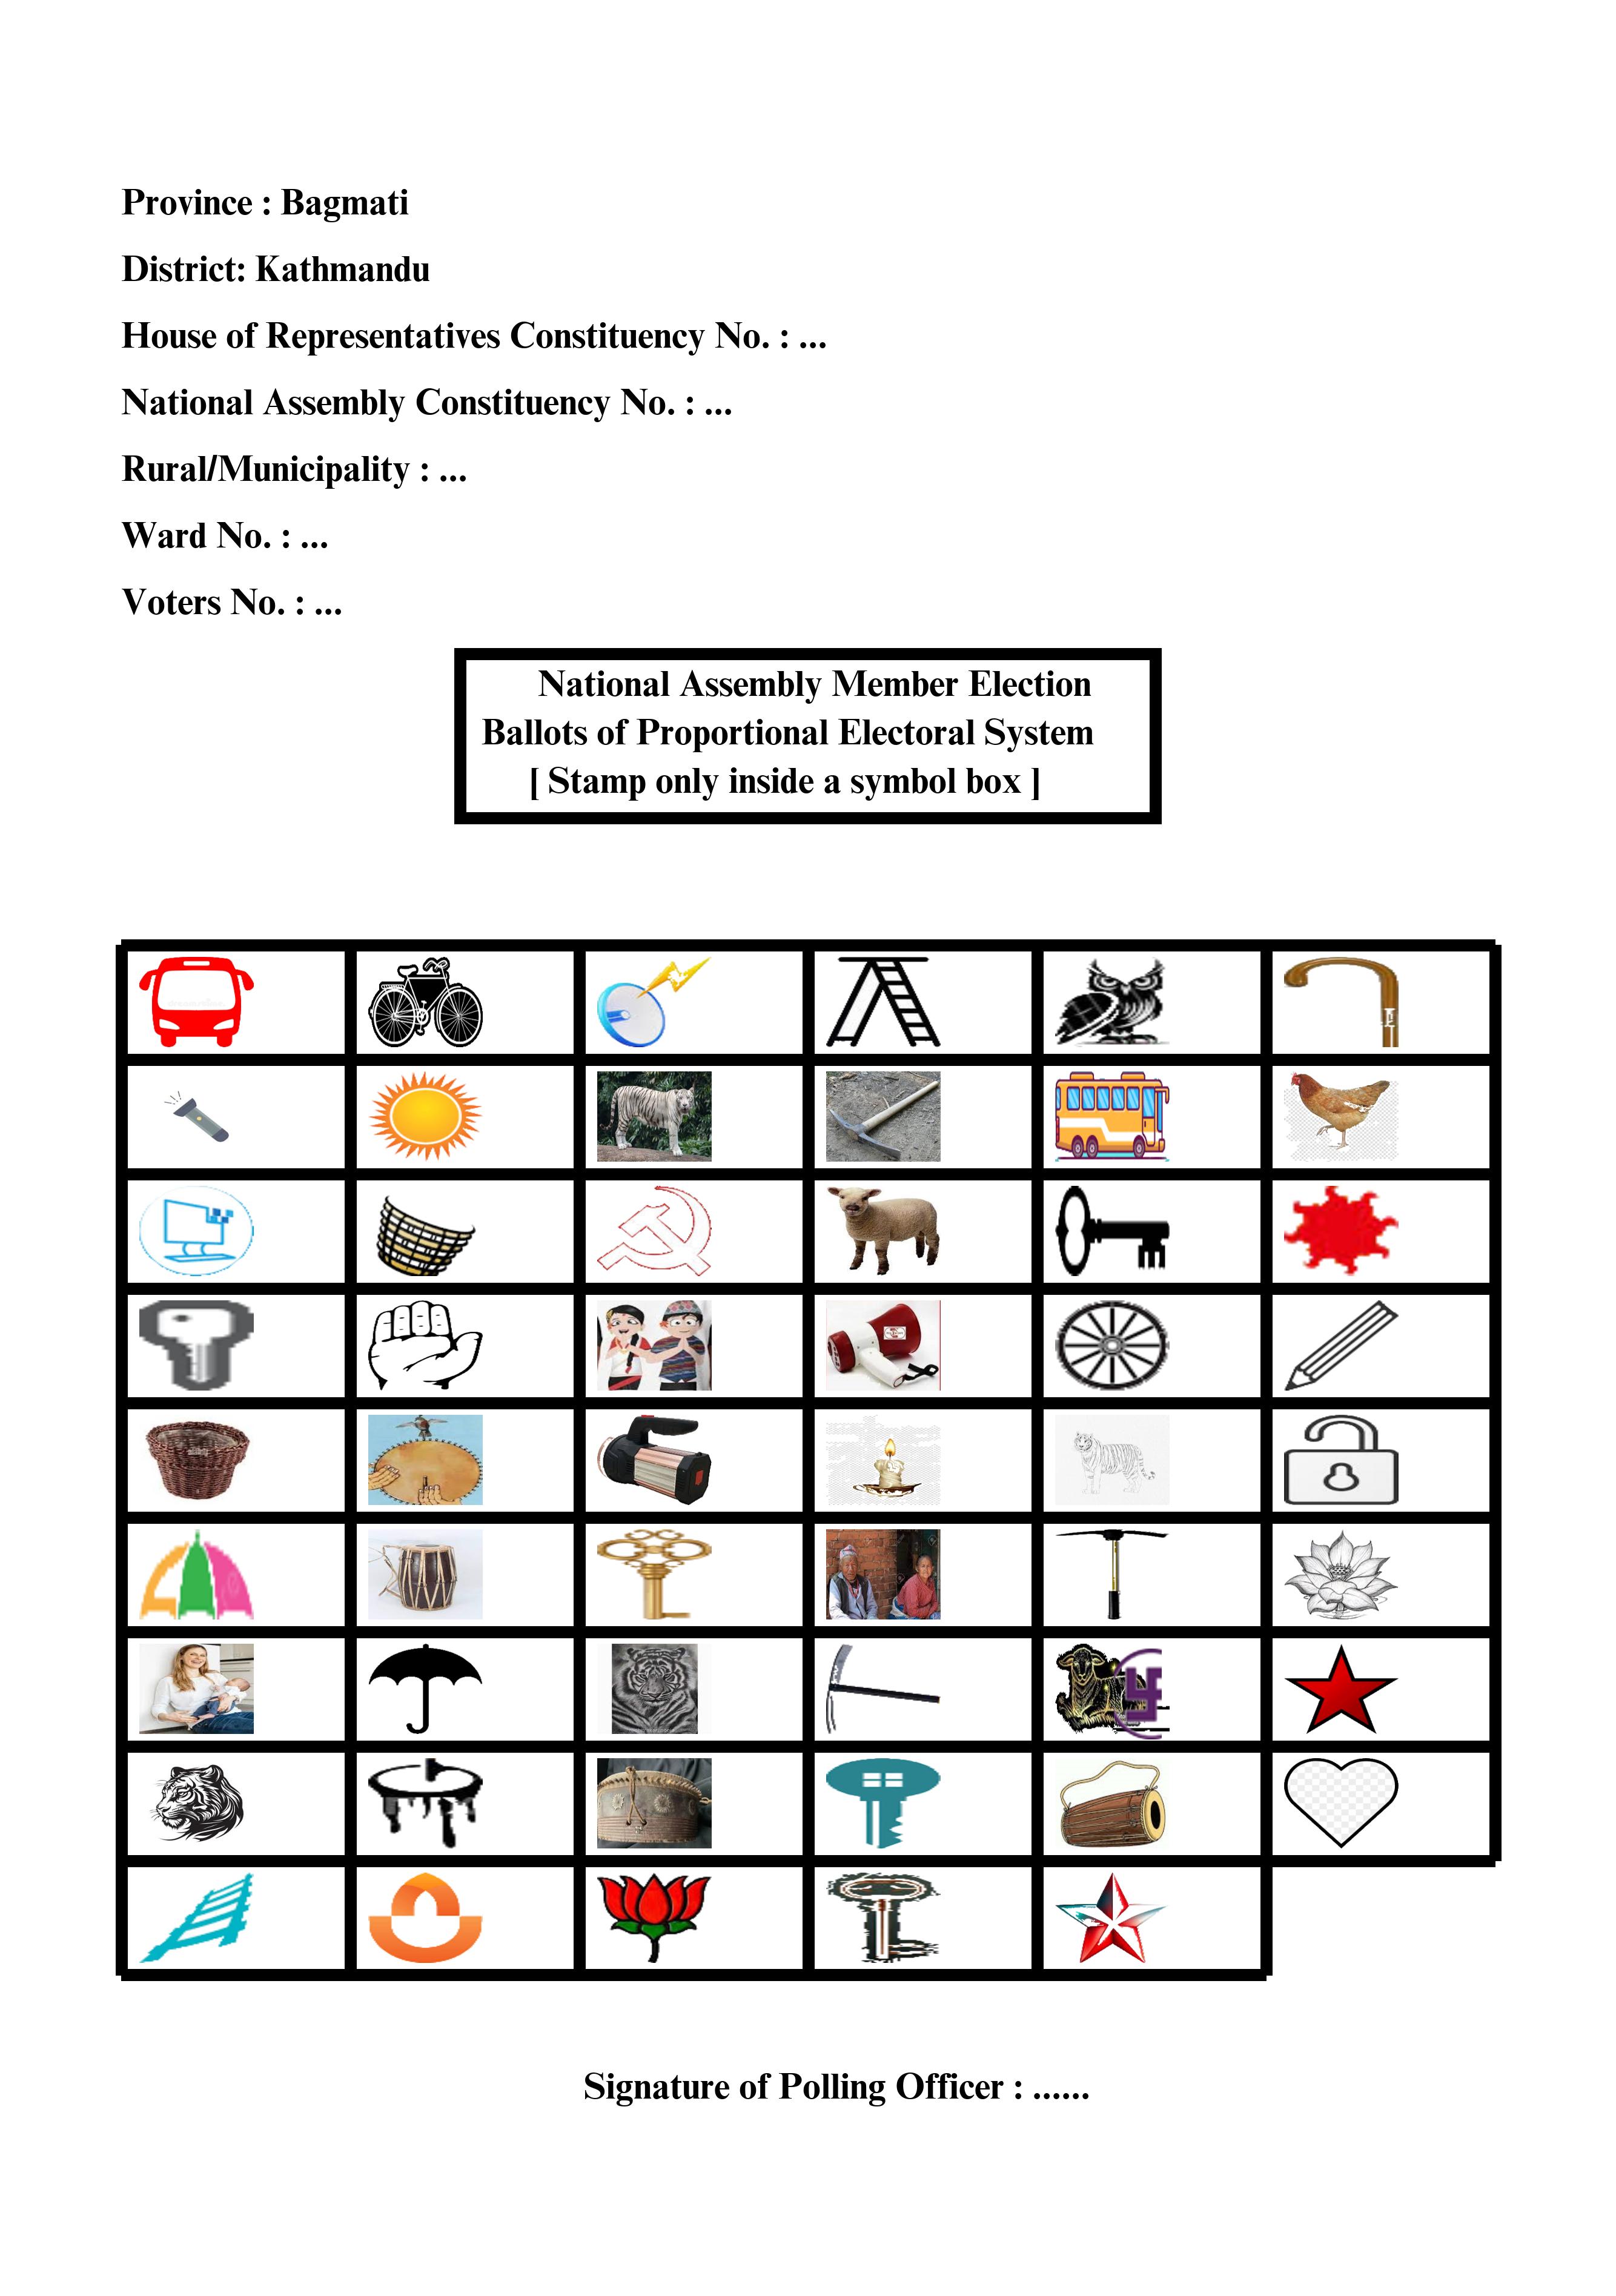 Province : Bagmati
District: Kathmandu
House of Representatives Constituency No. : ...
National Assembly Constituency No. : ...
Rural/Municipality : ...
Ward No. : ...
Voters No. : ...
National Assembly Member Election
Ballots of Proportional Electoral System
[ Stamp only inside a symbol box ]
Signature of Polling Officer : ......